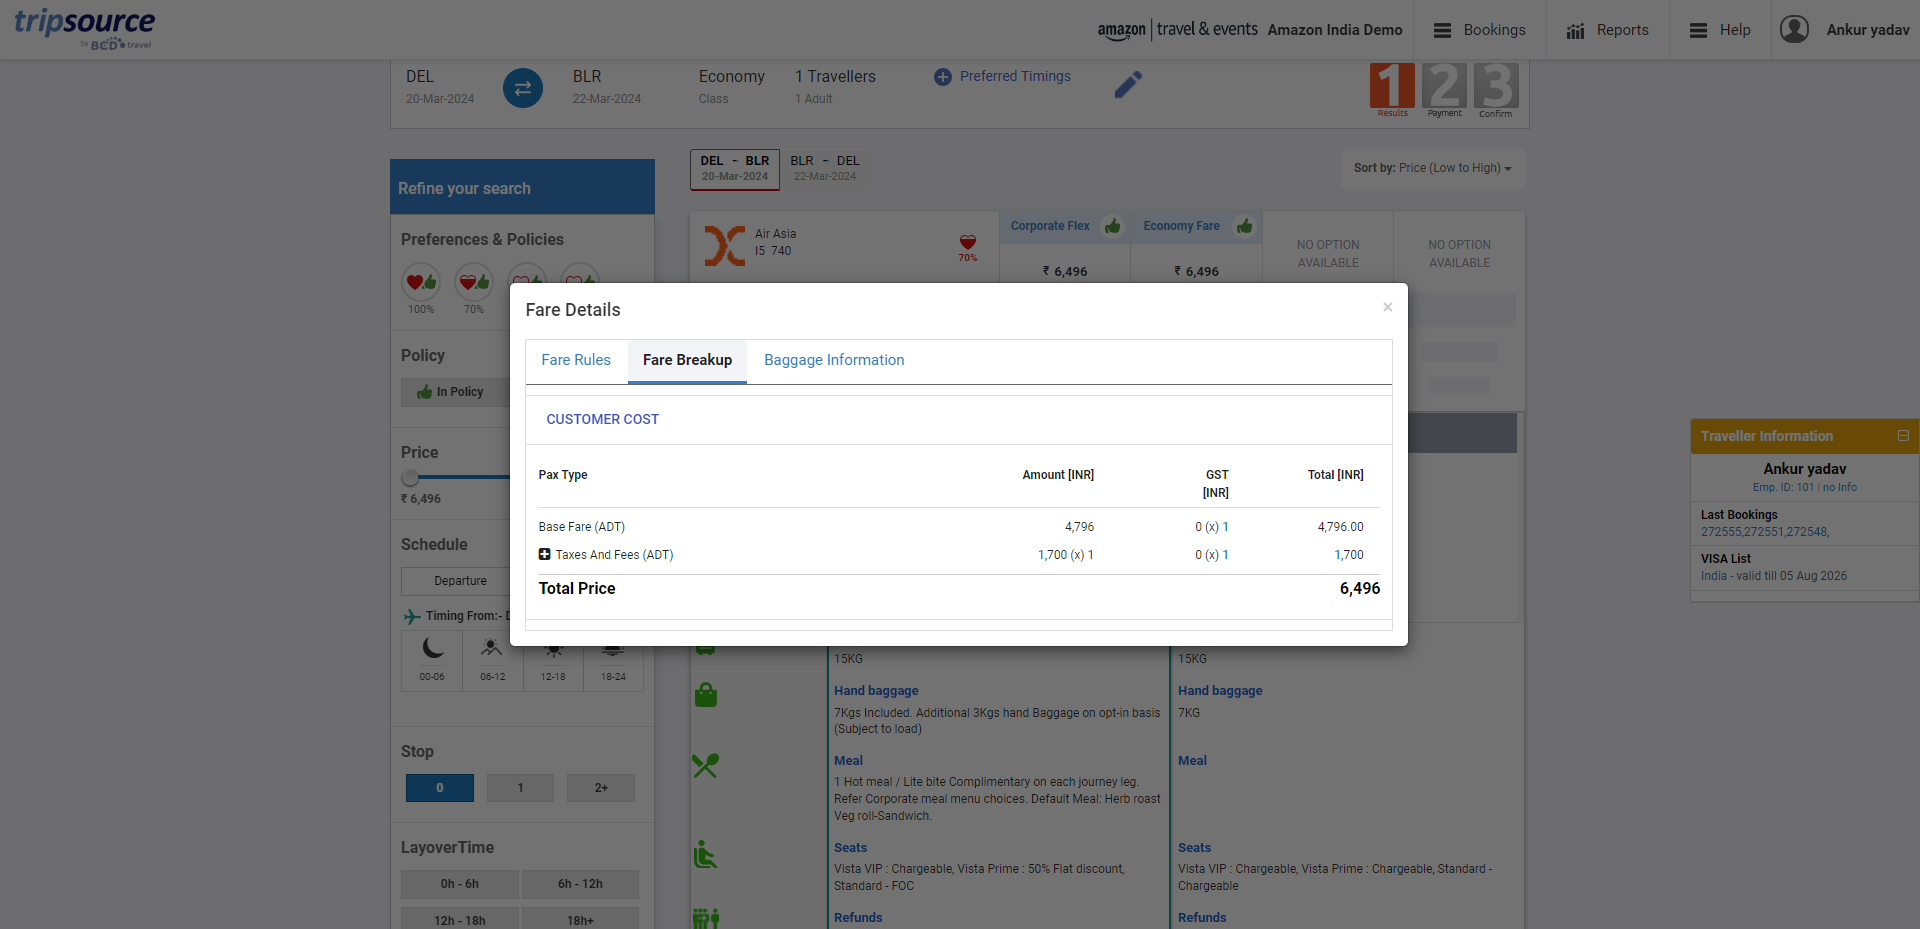 tripsource
by BCD travel
amazon | travel & events Amazon India Demo
Bookings
Reports
Help
Ankur yadav
DEL
20-Mar-2024
BLR
22-Mar-2024
Economy
Class
1 Travellers
1 Adult
Preferred Timings
1
Results
2
Payment
3
Confirm
DEL - BLR
20-Mar-2024
BLR - DEL
22-Mar-2024
Sort by: Price (Low to High)
Refine your search
Preferences & Policies
100%
70%
Policy
In Policy
Price
₹ 6,496
Schedule
Departure
Timing From:-
00-06
06-12
12-18
18-24
Stop
0
1
2+
LayoverTime
0h - 6h
6h - 12h
12h - 18h
18h+
Air Asia
I5 740
70%
Corporate Flex
₹ 6,496
Economy Fare
₹ 6,496
NO OPTION
AVAILABLE
NO OPTION
AVAILABLE
Fare Details
×
Fare Rules
Fare Breakup
Baggage Information
CUSTOMER COST
Pax Type
Amount [INR]
GST
[INR]
Total [INR]
Base Fare (ADT)
4,796
0 (x) 1
4,796.00
Taxes And Fees (ADT)
1,700 (x) 1
0 (x) 1
1,700
Total Price
6,496
15KG
15KG
Hand baggage
7Kgs Included. Additional 3Kgs hand Baggage on opt-in basis
(Subject to load)
Hand baggage
7KG
Meal
1 Hot meal / Lite bite Complimentary on each journey leg.
Refer Corporate meal menu choices. Default Meal: Herb roast
Veg roll-Sandwich.
Meal
Seats
Vista VIP : Chargeable, Vista Prime : 50% Flat discount,
Standard - FOC
Seats
Vista VIP : Chargeable, Vista Prime : Chargeable, Standard -
Chargeable
Refunds
Refunds
Traveller Information
Ankur yadav
Emp. ID: 101 | no Info
Last Bookings
272555,272551,272548,
VISA List
India - valid till 05 Aug 2026